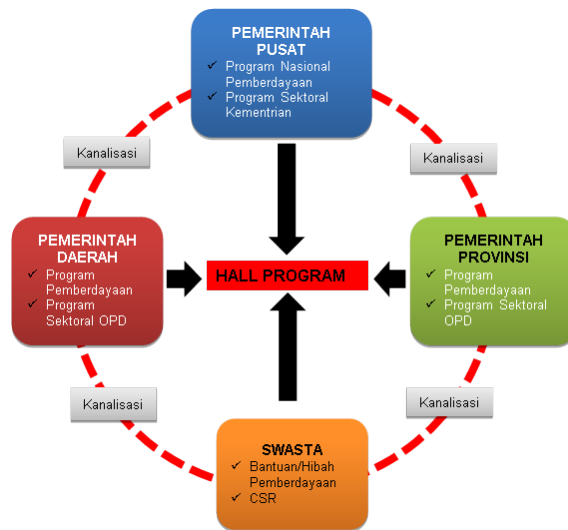 PEMERINTAH
PUSAT
✓ Program Nasional
Pemberdayaan
✓ Program Sektoral
Kementrian
Kanalisasi
Kanalisasi
PEMERINTAH
DAERAH
✓ Program
Pemberdayaan
✓ Program
Sektoral OPD
HALL PROGRAM
PEMERINTAH
PROVINSI
✓ Program
Pemberdayaan
✓ Program Sektoral
OPD
Kanalisasi
Kanalisasi
SWASTA
✓ Bantuan/Hibah
Pemberdayaan
✓ CSR